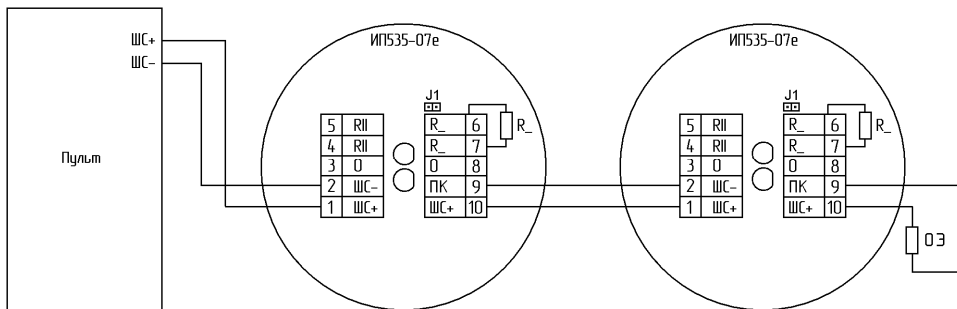 ШС+
ШС-
Пульт
ИП535-07е
J1
5 RII
4 RII
3 0
2 ШС-
1 ШС+
R_ 6
R_ 7
0 8
ПК 9
ШС+ 10
R_
ИП535-07е
J1
5 RII
4 RII
3 0
2 ШС-
1 ШС+
R_ 6
R_ 7
0 8
ПК 9
ШС+ 10
R_
ОЭ